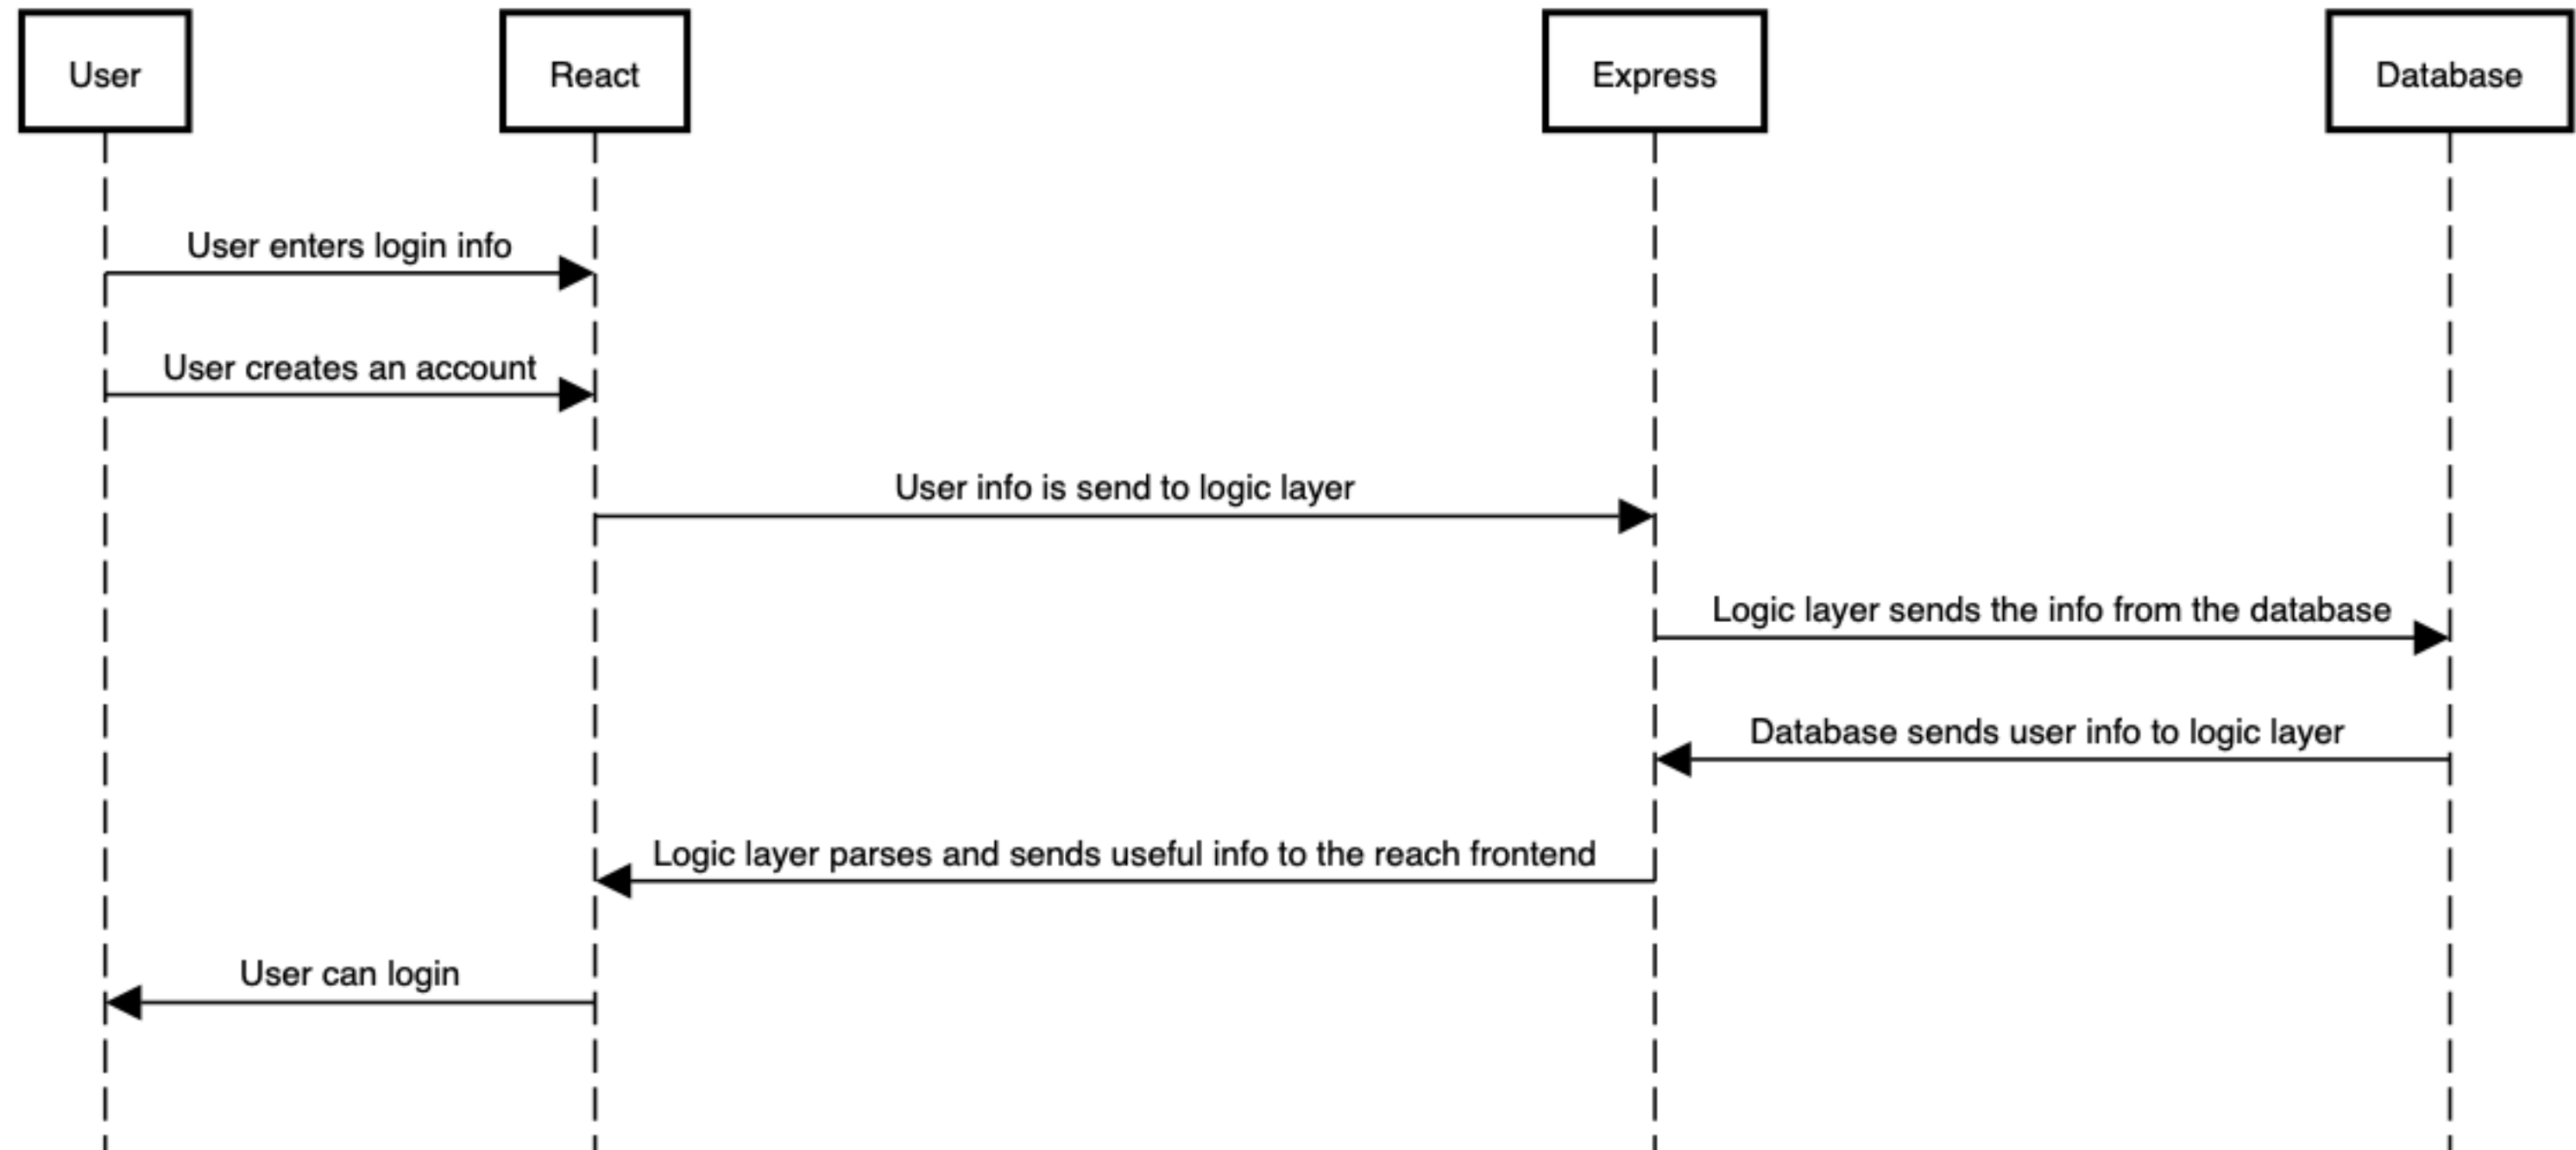 User
React
Express
Database
User enters login info
User creates an account
User info is send to logic layer
Logic layer sends the info from the database
Database sends user info to logic layer
Logic layer parses and sends useful info to the reach frontend
User can login